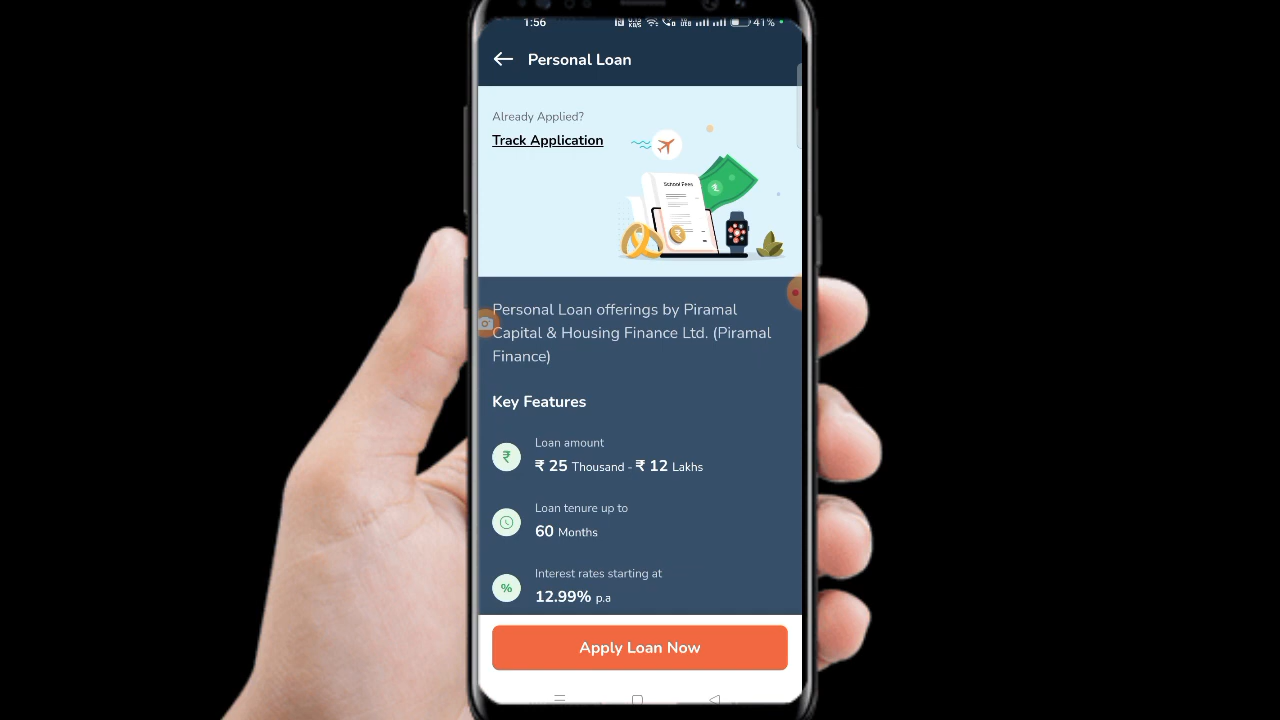 1:56
41%
Personal Loan
Already Applied?
Track Application
School Fees
Personal Loan offerings by Piramal
Capital & Housing Finance Ltd. (Piramal
Finance)
Key Features
Loan amount
₹ 25 Thousand - ₹ 12 Lakhs
Loan tenure up to
60 Months
Interest rates starting at
12.99% p.a
Apply Loan Now